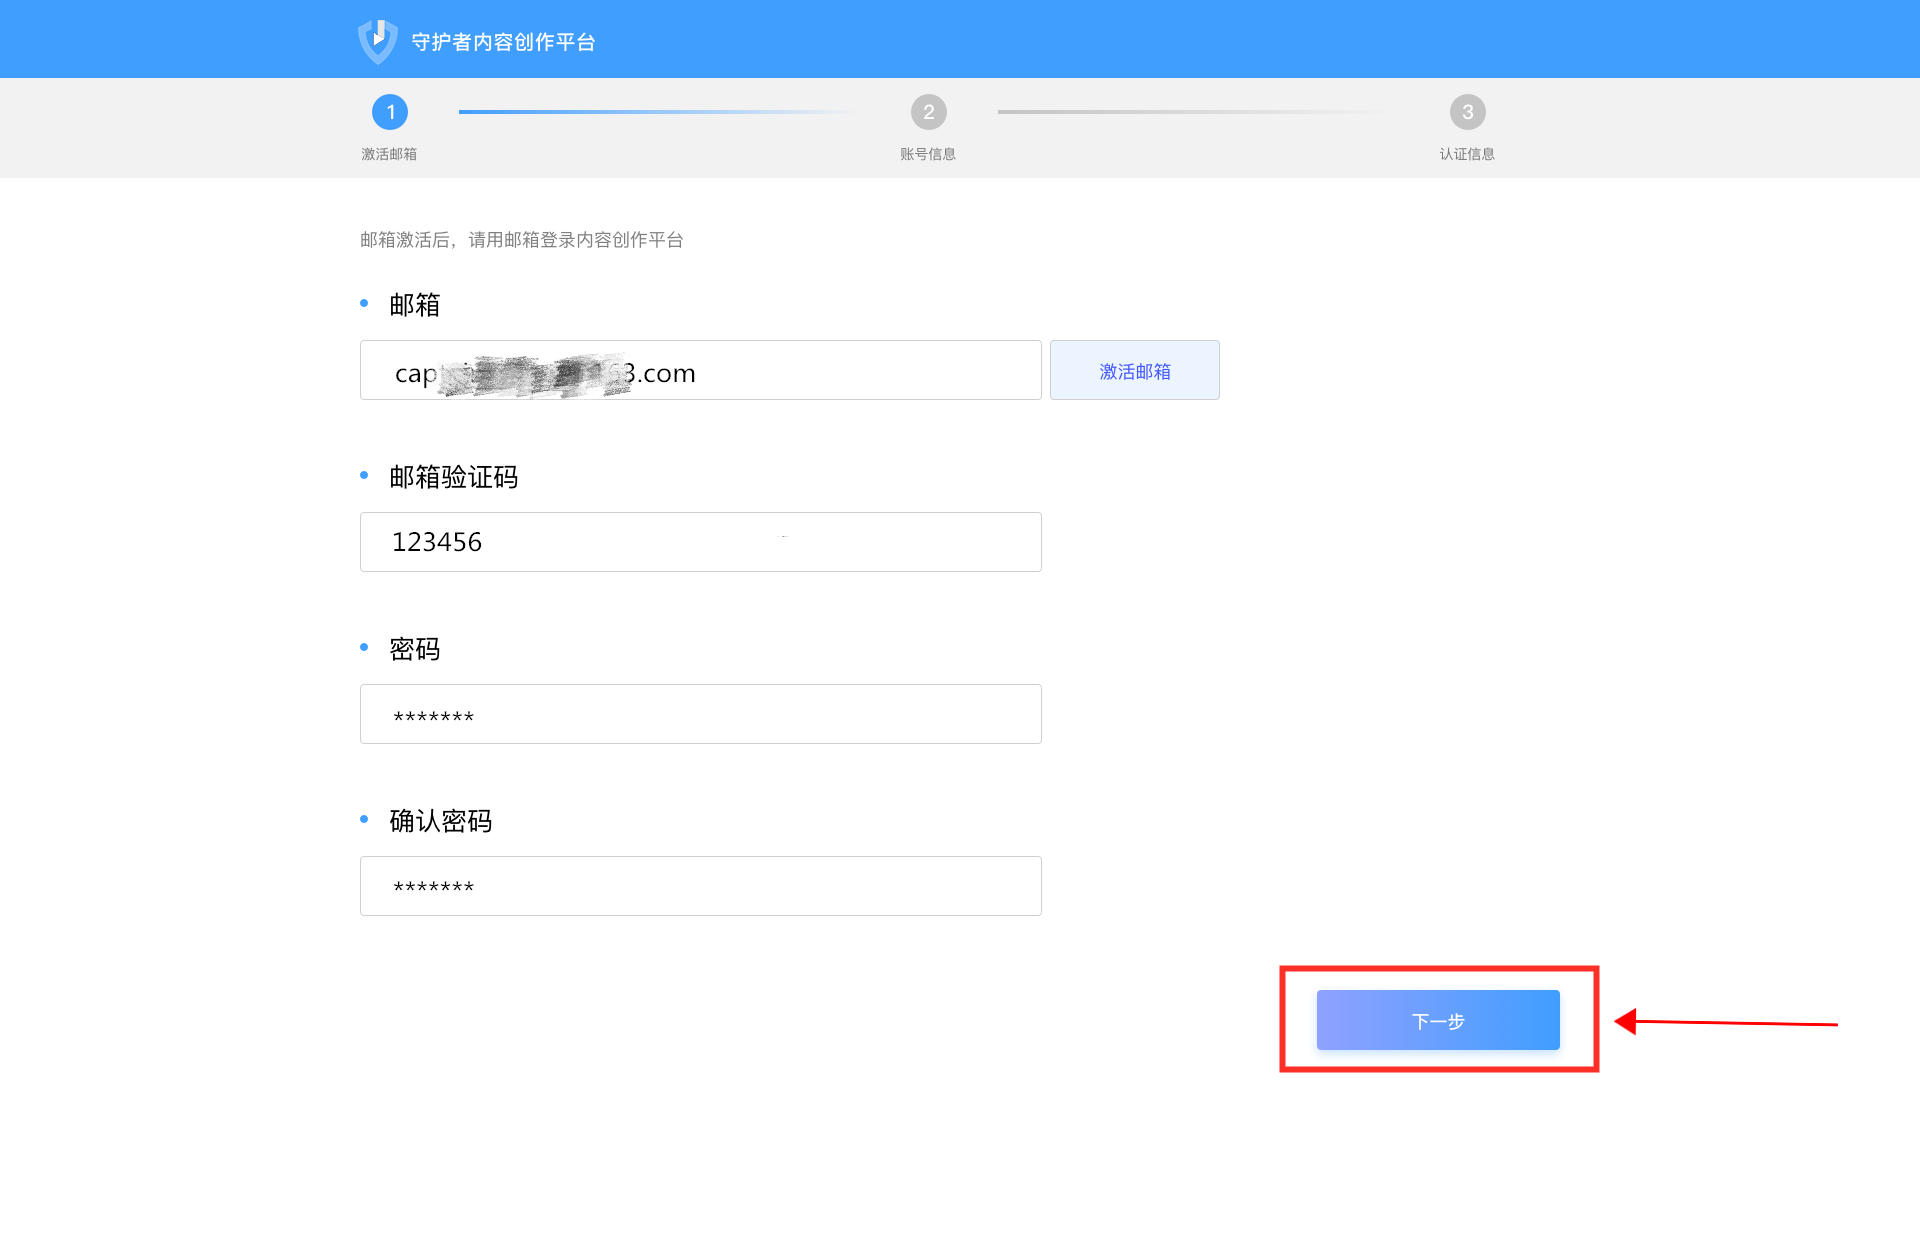 守护者内容创作平台
1
2
3
激活邮箱
账号信息
认证信息
邮箱激活后，请用邮箱登录内容创作平台
邮箱
cap 3.com
激活邮箱
邮箱验证码
123456
密码
*******
确认密码
*******
下一步